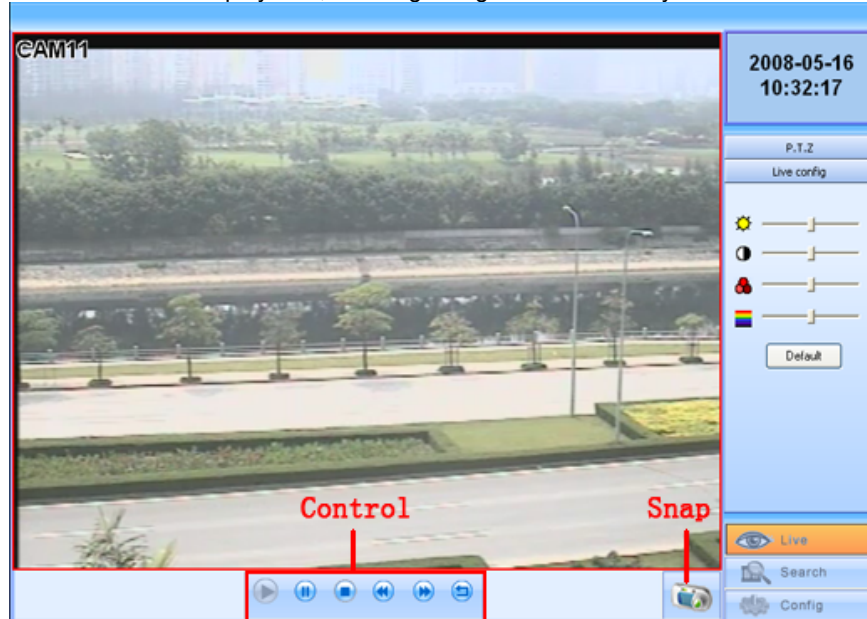 CAM11
2008-05-16
10:32:17
P.T.Z
Live config
Default
Control
Snap
Live
Search
Config